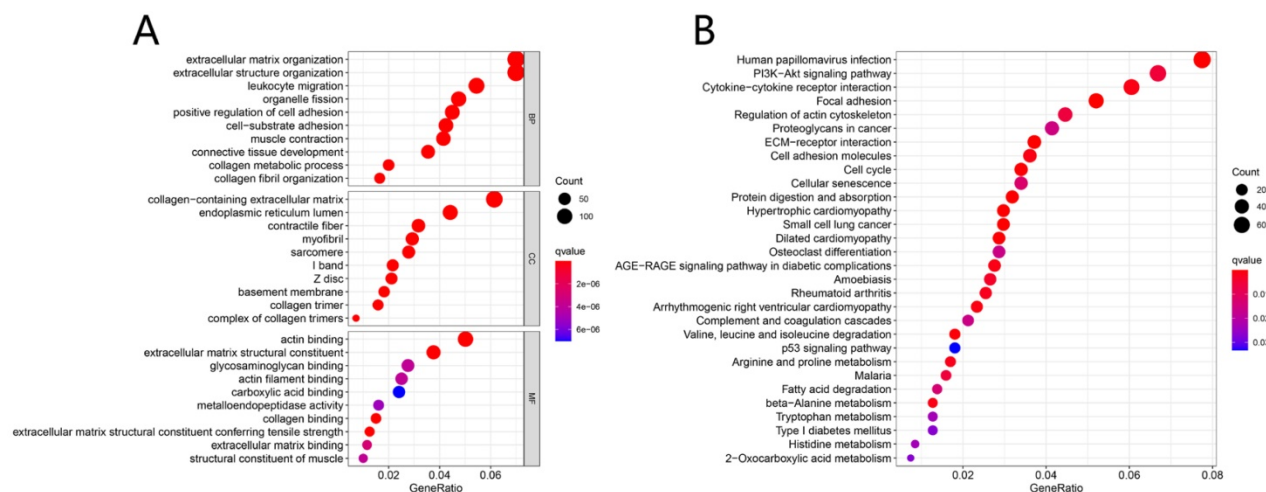 A
extracellular matrix organization
extracellular structure organization
leukocyte migration
organelle fission
positive regulation of cell adhesion
cell-substrate adhesion
muscle contraction
connective tissue development
collagen metabolic process
collagen fibril organization
BP
collagen-containing extracellular matrix
endoplasmic reticulum lumen
contractile fiber
myofibril
sarcomere
I band
Z disc
basement membrane
collagen trimer
complex of collagen trimers
CC
actin binding
extracellular matrix structural constituent
glycosaminoglycan binding
actin filament binding
carboxylic acid binding
metalloendopeptidase activity
collagen binding
extracellular matrix structural constituent conferring tensile strength
extracellular matrix binding
structural constituent of muscle
MF
0.02 0.04 0.06
GeneRatio
Count
50
100
qvalue
2e-06
4e-06
6e-06
B
Human papillomavirus infection
PI3K-Akt signaling pathway
Cytokine-cytokine receptor interaction
Focal adhesion
Regulation of actin cytoskeleton
Proteoglycans in cancer
ECM-receptor interaction
Cell adhesion molecules
Cell cycle
Cellular senescence
Protein digestion and absorption
Hypertrophic cardiomyopathy
Small cell lung cancer
Dilated cardiomyopathy
Osteoclast differentiation
AGE-RAGE signaling pathway in diabetic complications
Amoebiasis
Rheumatoid arthritis
Arrhythmogenic right ventricular cardiomyopathy
Complement and coagulation cascades
Valine, leucine and isoleucine degradation
p53 signaling pathway
Arginine and proline metabolism
Malaria
Fatty acid degradation
beta-Alanine metabolism
Tryptophan metabolism
Type I diabetes mellitus
Histidine metabolism
2-Oxocarboxylic acid metabolism
0.02 0.04 0.06 0.08
GeneRatio
Count
20
40
60
qvalue
0.0
0.0
0.0